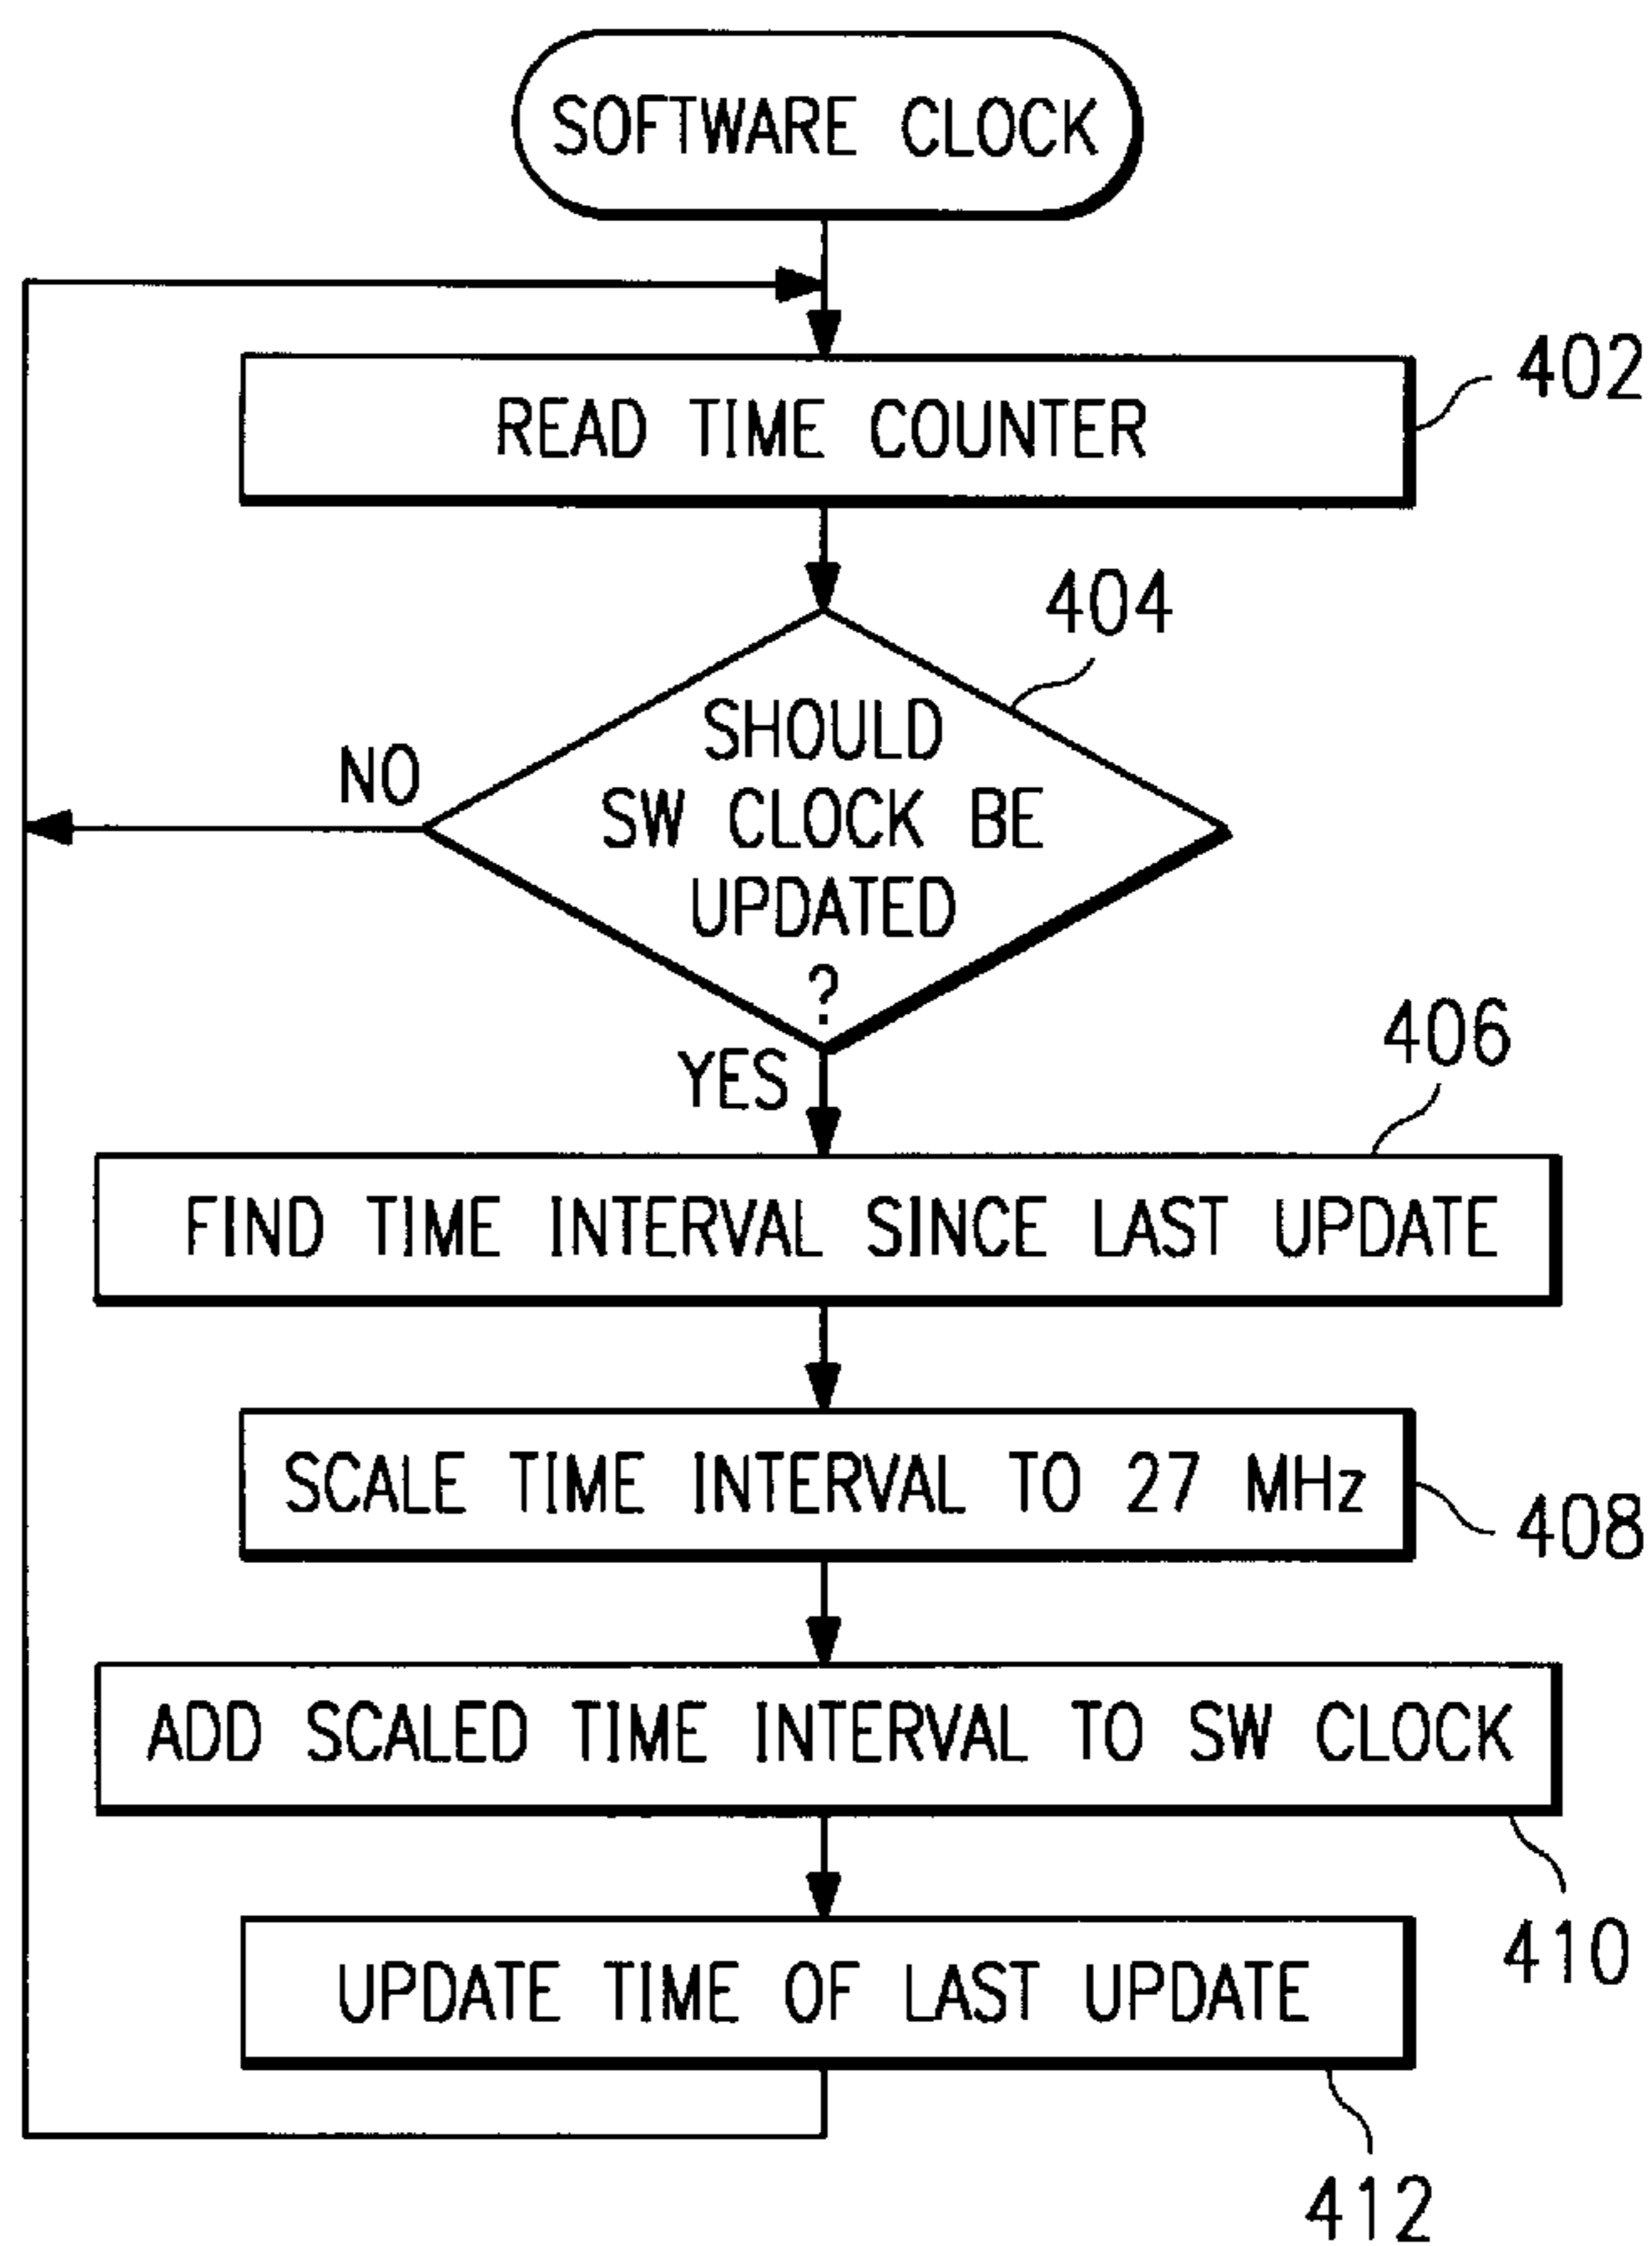 SOFTWARE CLOCK
READ TIME COUNTER
402
404
SHOULD
SW CLOCK BE
UPDATED
?
NO
YES
406
FIND TIME INTERVAL SINCE LAST UPDATE
SCALE TIME INTERVAL TO 27 MHz
408
ADD SCALED TIME INTERVAL TO SW CLOCK
410
UPDATE TIME OF LAST UPDATE
412